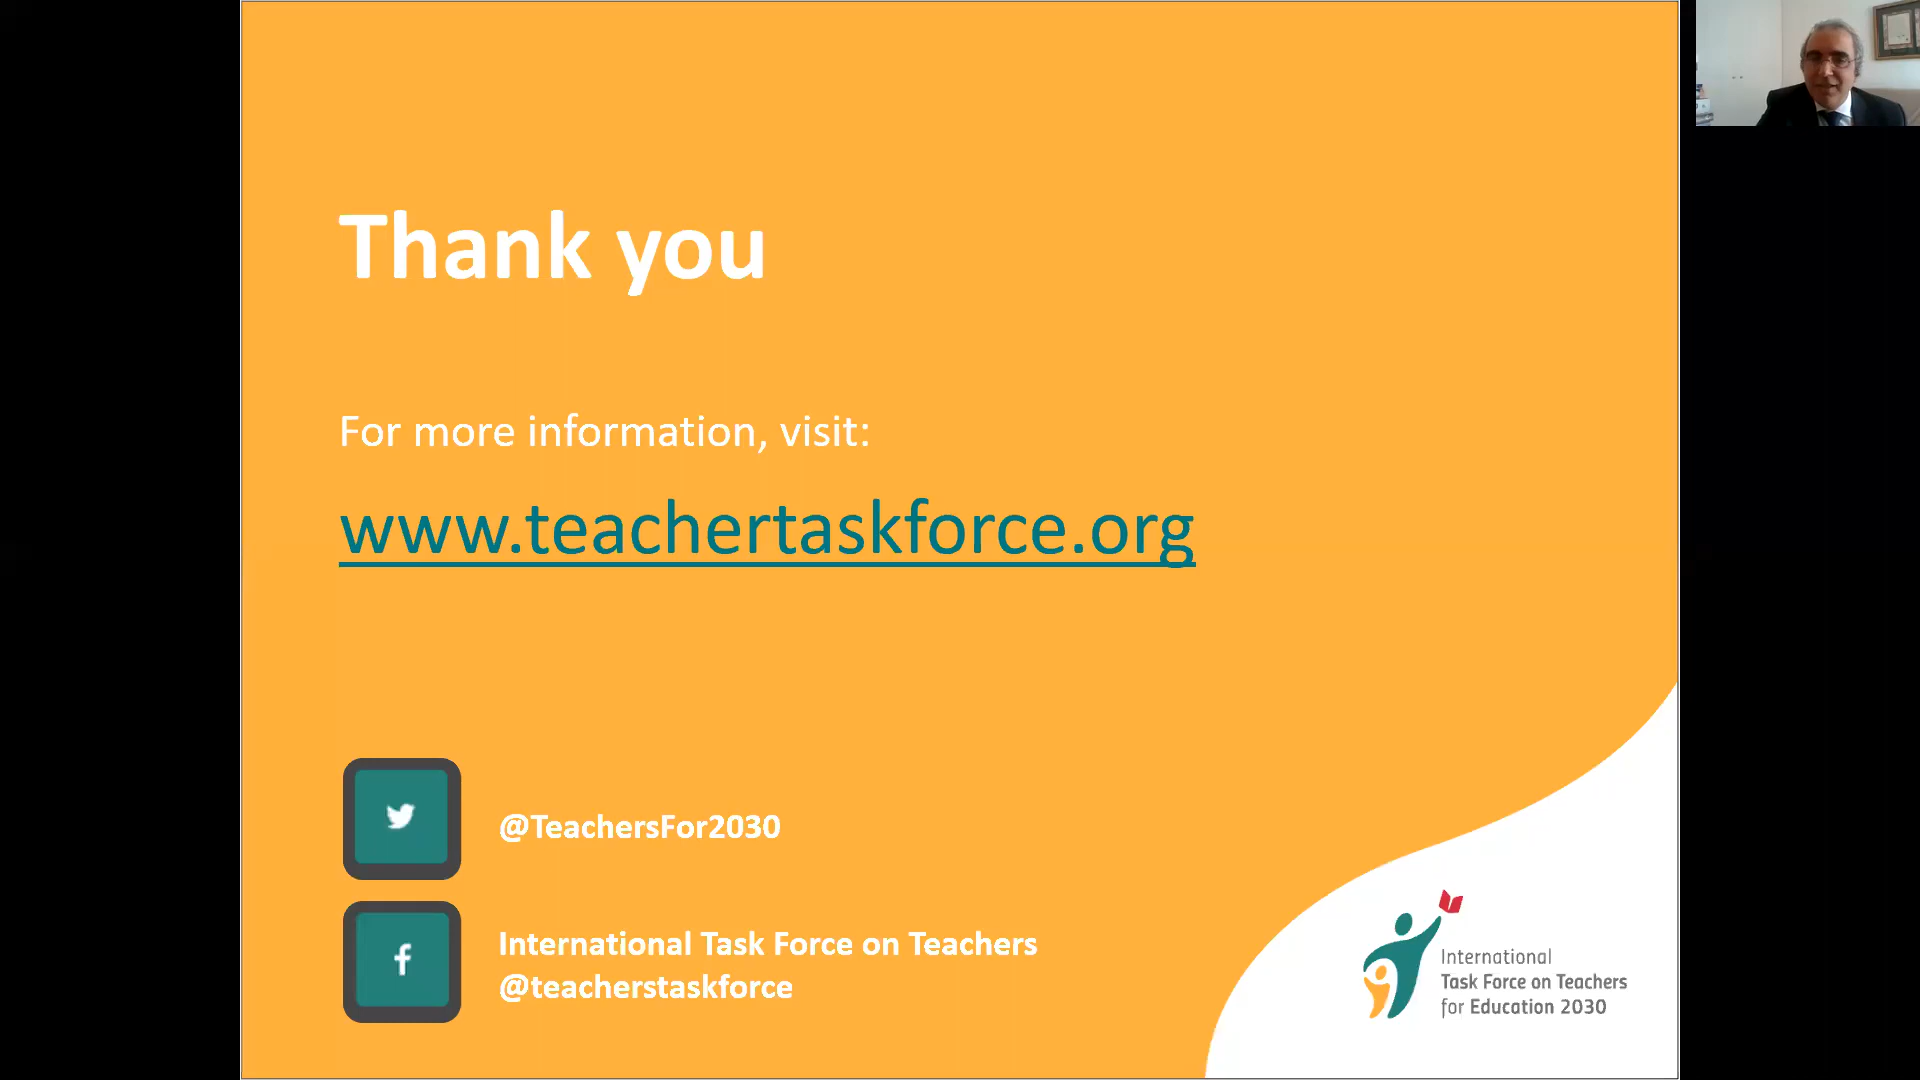 Thank you
For more information, visit:
www.teachertaskforce.org
@TeachersFor2030
International Task Force on Teachers
@teacherstaskforce
International
Task Force on Teachers
for Education 2030